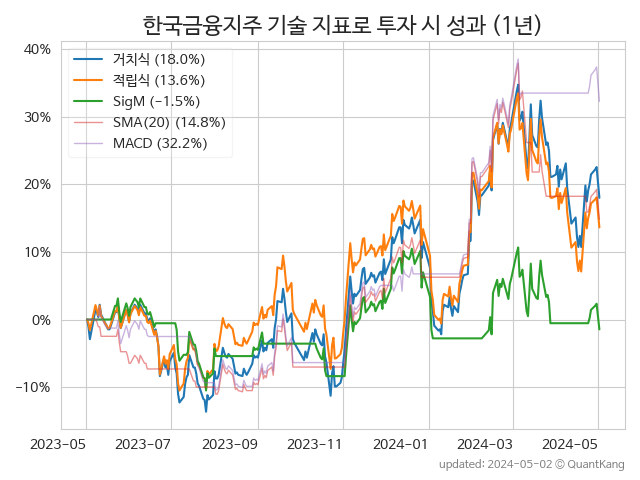 한국금융지주 기술 지표로 투자 시 성과 (1년)
40%
30%
20%
10%
0%
−10%
거치식 (18.0%)
적립식 (13.6%)
SigM (−1.5%)
SMA(20) (14.8%)
MACD (32.2%)
2023-05 2023-07 2023-09 2023-11 2024-01 2024-03 2024-05
updated: 2024-05-02 © QuantKang